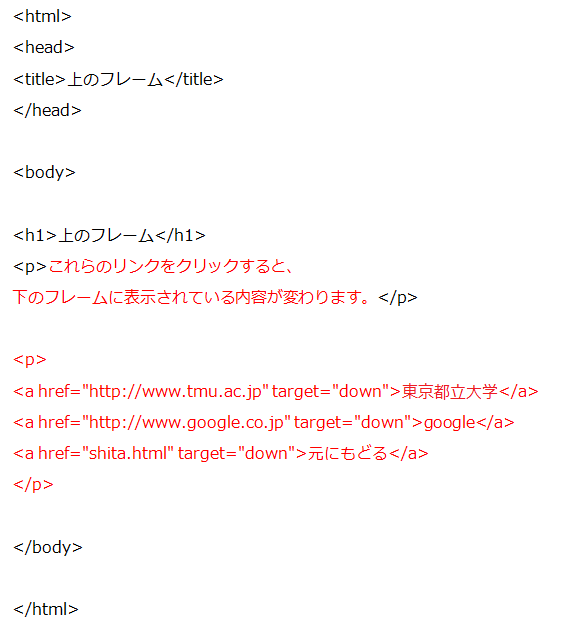 <html>
<head>
<title>上のフレーム</title>
</head>
<body>
<h1>上のフレーム</h1>
<p>これらのリンクをクリックすると、
下のフレームに表示されている内容が変わります。</p>
<p>
<a href="http://www.tmu.ac.jp" target="down">東京都立大学</a>
<a href="http://www.google.co.jp" target="down">google</a>
<a href="shita.html" target="down">元にもどる</a>
</p>
</body>
</html>